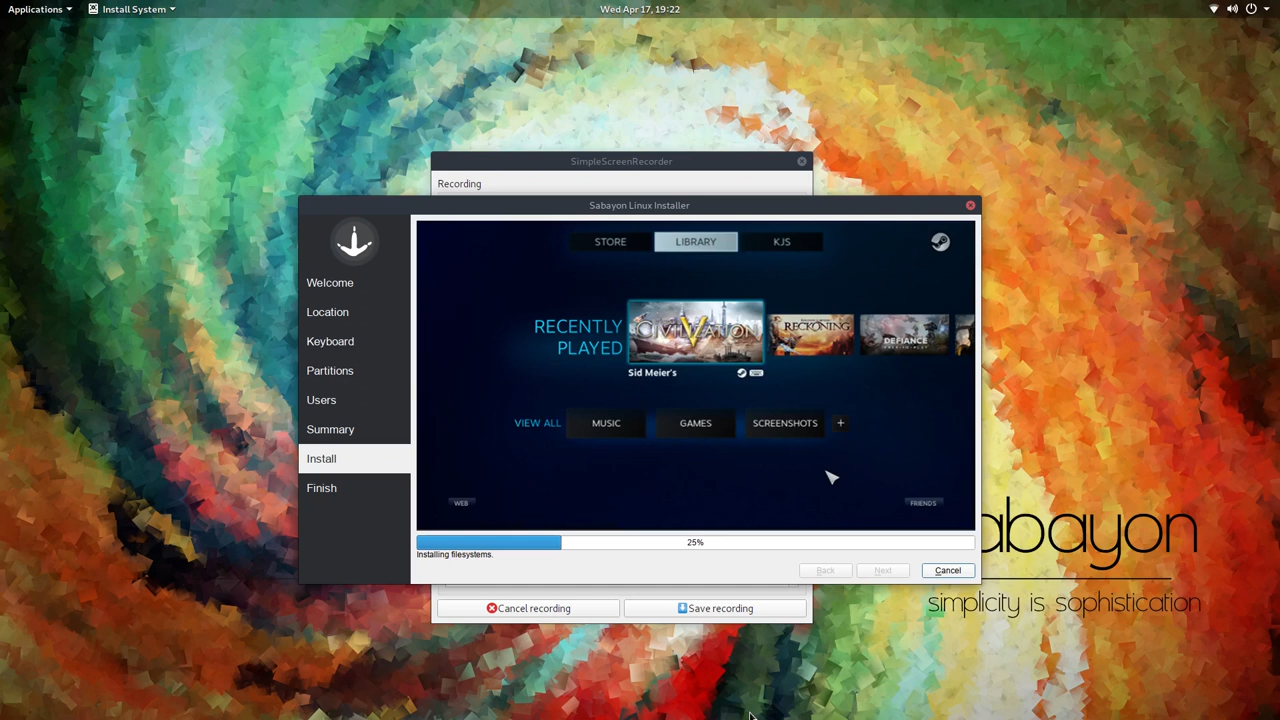 Applications
Install System
Wed Apr 17, 19:22
SimpleScreenRecorder
Recording
Sabayon Linux Installer
Welcome
Location
Keyboard
Partitions
Users
Summary
Install
Finish
STORE
LIBRARY
KJS
RECENTLY
PLAYED
CIVILIZATION V
RECKONING
DEFIANCE
Sid Meier's
VIEW ALL
MUSIC
GAMES
SCREENSHOTS
+
WEB
FRIENDS
25%
Installing filesystems.
Back
Next
Cancel
abayon
simplicity is sophistication
Cancel recording
Save recording